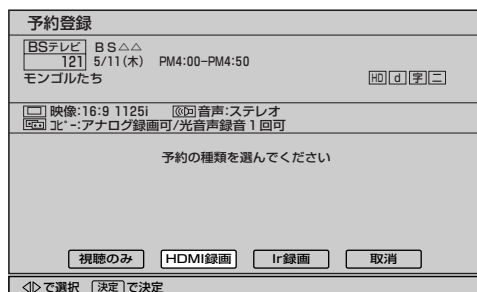 予約登録
BSテレビ BS△△
121 5/11(木) PM4:00-PM4:50
モンゴルたち HD d 字 二
映像:16:9 1125i 音声:ステレオ
コピー:アナログ録画可/光音声録音1回可
予約の種類を選んでください
視聴のみ HDMI録画 Ir録画 取消
◁▷で選択 決定で決定